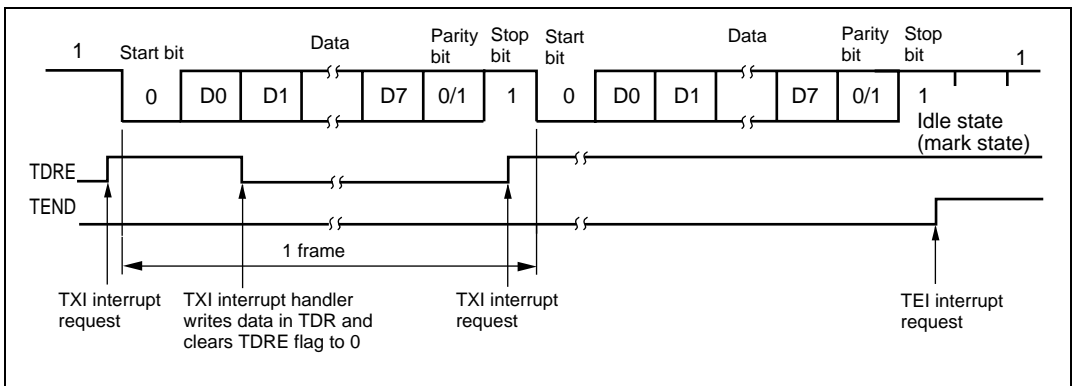 1 Start bit Data Parity bit Stop bit Start bit Data Parity bit Stop bit 1
0 D0 D1 D7 0/1 1 0 D0 D1 D7 0/1 1
Idle state
(mark state)
TDRE
TEND
1 frame
TXI interrupt
request
TXI interrupt handler
writes data in TDR and
clears TDRE flag to 0
TXI interrupt
request
TEI interrupt
request